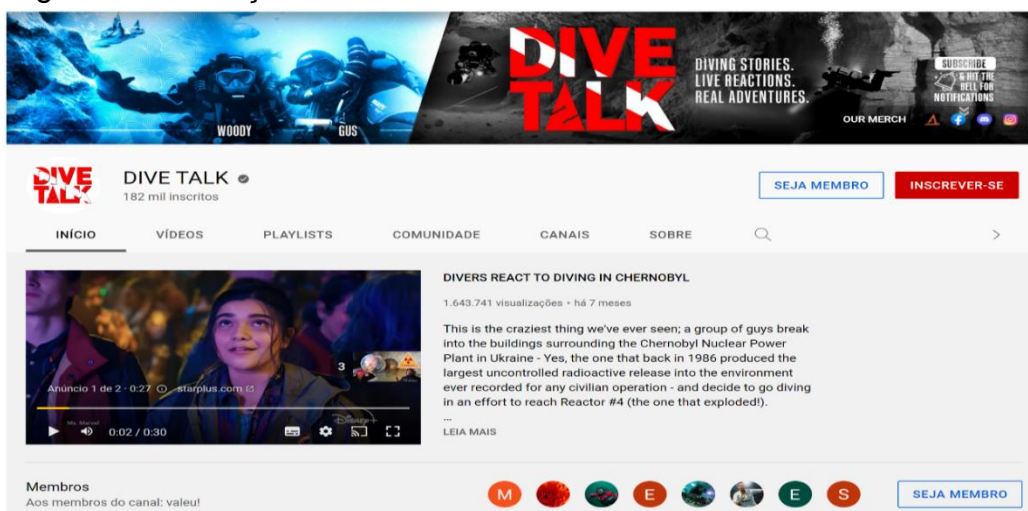 DIVE
TALK
DIVING STORIES.
LIVE REACTIONS.
REAL ADVENTURES.
SUBSCRIBE
& HIT THE
BELL FOR
NOTIFICATIONS
WOODY
GUS
OUR MERCH
DIVE
TALK
DIVE TALK
182 mil inscritos
SEJA MEMBRO
INSCREVER-SE
INÍCIO
VÍDEOS
PLAYLISTS
COMUNIDADE
CANAIS
SOBRE
DIVERS REACT TO DIVING IN CHERNOBYL
1.643.741 visualizações • há 7 meses
This is the craziest thing we've ever seen; a group of guys break
into the buildings surrounding the Chernobyl Nuclear Power
Plant in Ukraine - Yes, the one that back in 1986 produced the
largest uncontrolled radioactive release into the environment
ever recorded for any civilian operation - and decide to go diving
in an effort to reach Reactor #4 (the one that exploded!).
...
LEIA MAIS
3
Anúncio 1 de 2 · 0:27
starplus.com
Ms. Marvel
Disney+
0:02 / 0:30
Membros
Aos membros do canal: valeu!
M
E
E
S
SEJA MEMBRO